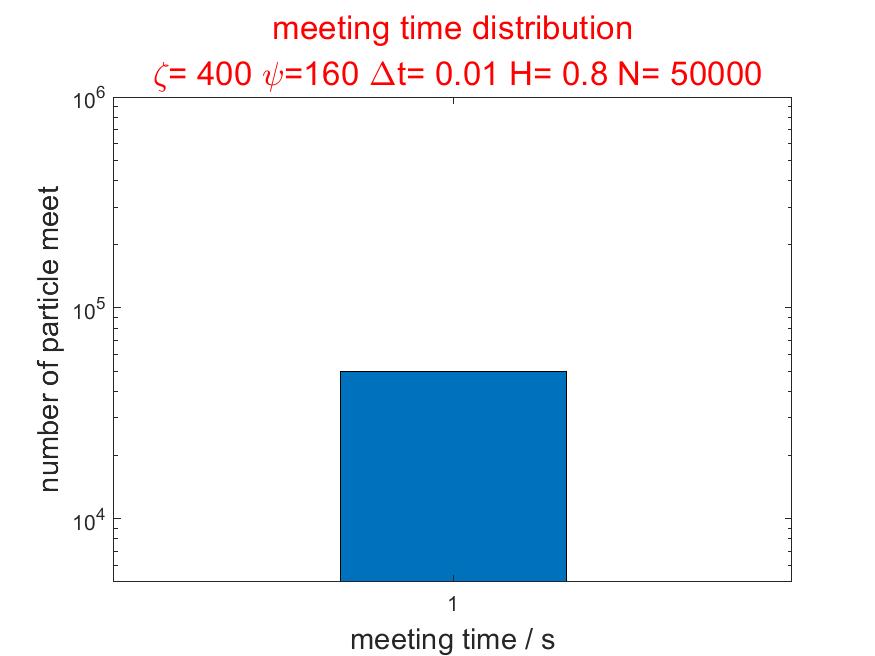 meeting time distribution
ζ= 400 ψ=160 Δt= 0.01 H= 0.8 N= 50000
10^6
10^5
10^4
number of particle meet
1
meeting time / s